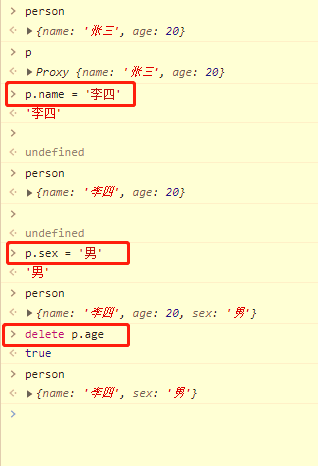 > person
<· ▶{name: '张三', age: 20}
> p
<· ▶Proxy {name: '张三', age: 20}
> p.name = '李四'
<· '李四'
>
<· undefined
> person
<· ▶{name: '李四', age: 20}
>
<· undefined
> p.sex = '男'
<· '男'
> person
<· ▶{name: '李四', age: 20, sex: '男'}
> delete p.age
<· true
> person
<· ▶{name: '李四', sex: '男'}
>